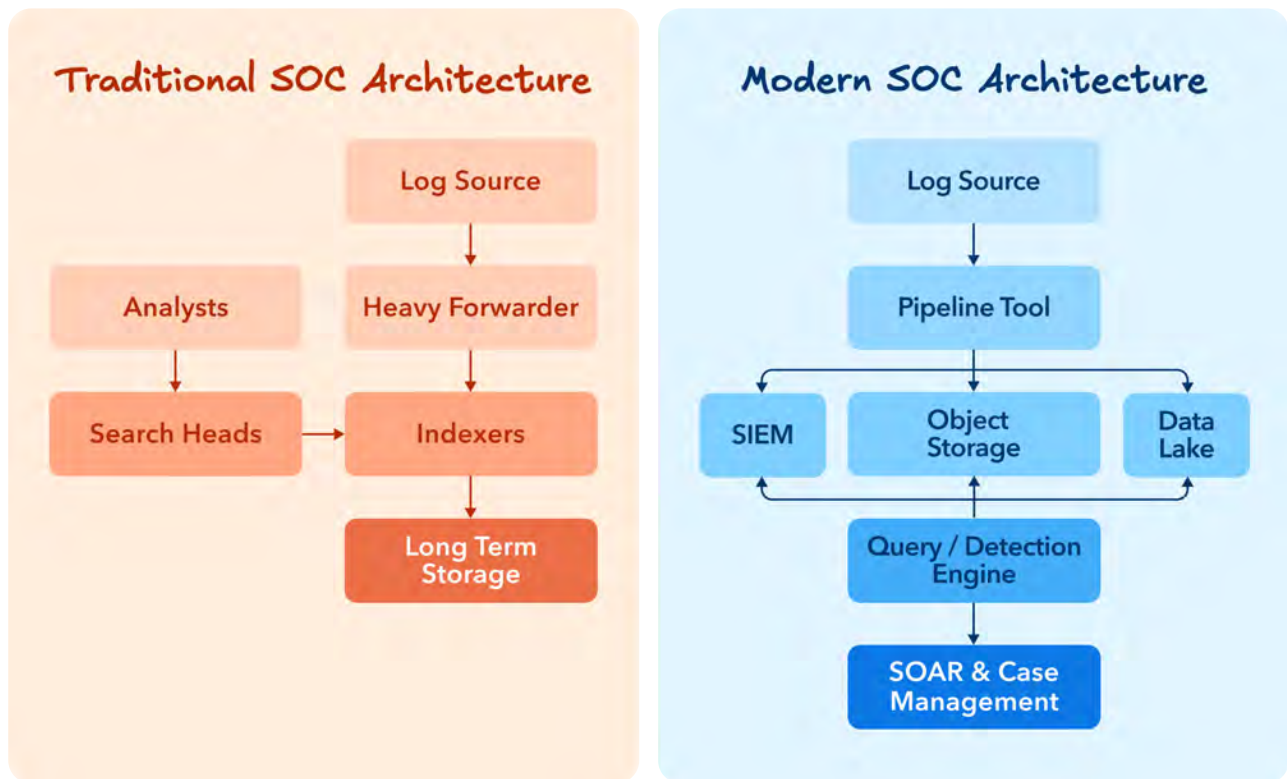 Traditional SOC Architecture
Log Source
Analysts
Heavy Forwarder
Search Heads
Indexers
Long Term
Storage
Modern SOC Architecture
Log Source
Pipeline Tool
SIEM
Object
Storage
Data
Lake
Query / Detection
Engine
SOAR & Case
Management